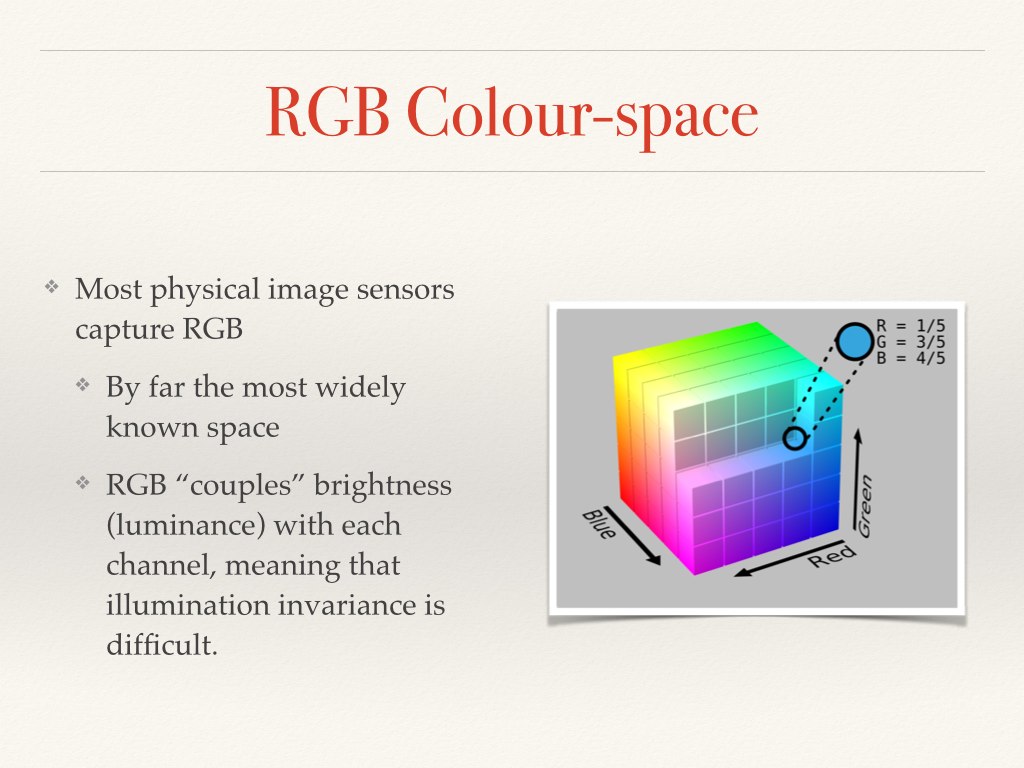 RGB Colour-space
Most physical image sensors
capture RGB
By far the most widely
known space
RGB “couples” brightness
(luminance) with each
channel, meaning that
illumination invariance is
difficult.
R = 1/5
G = 3/5
B = 4/5
Blue
Red
Green